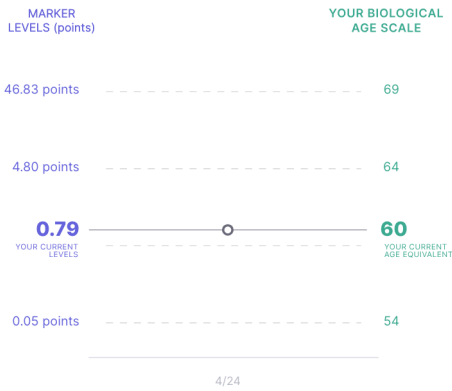 MARKER
LEVELS (points)
YOUR BIOLOGICAL
AGE SCALE
46.83 points
69
4.80 points
64
0.79
60
YOUR CURRENT
LEVELS
YOUR CURRENT
AGE EQUIVALENT
0.05 points
54
4/24